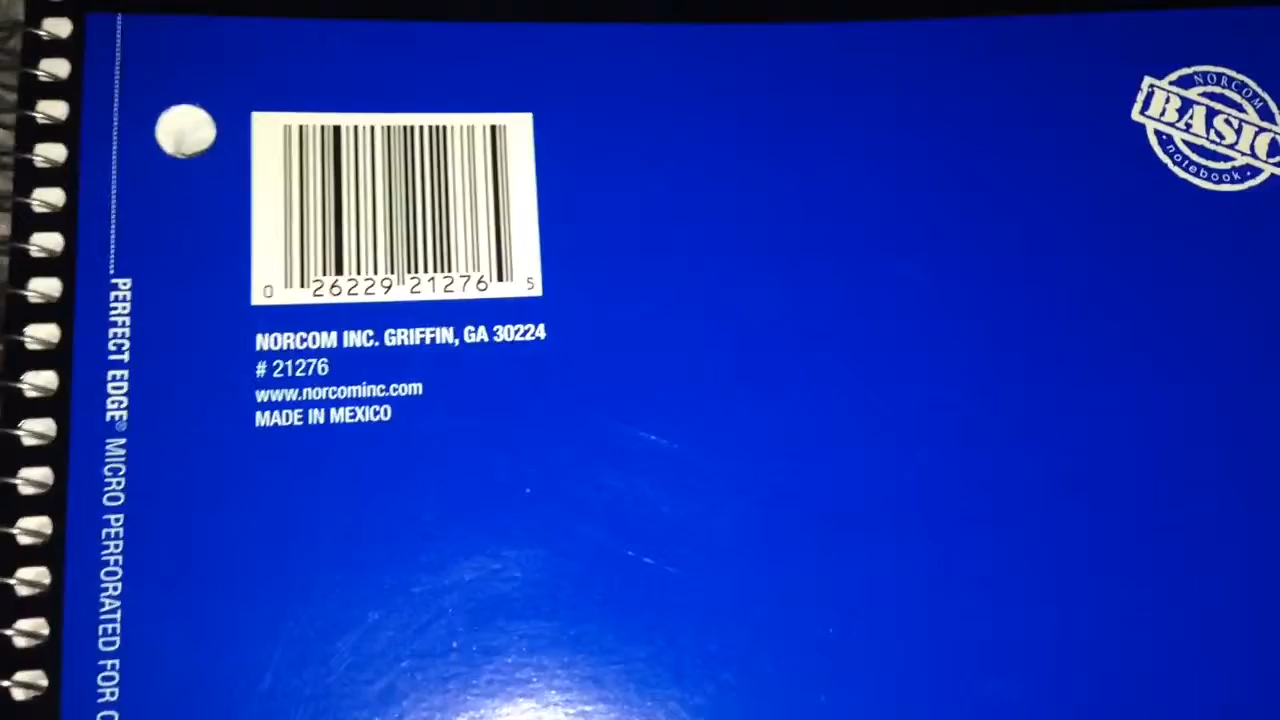 NORCOM
BASIC
notebook
0 26229 21276 5
NORCOM INC. GRIFFIN, GA 30224
# 21276
www.norcominc.com
MADE IN MEXICO
PERFECT EDGE® MICRO PERFORATED FOR